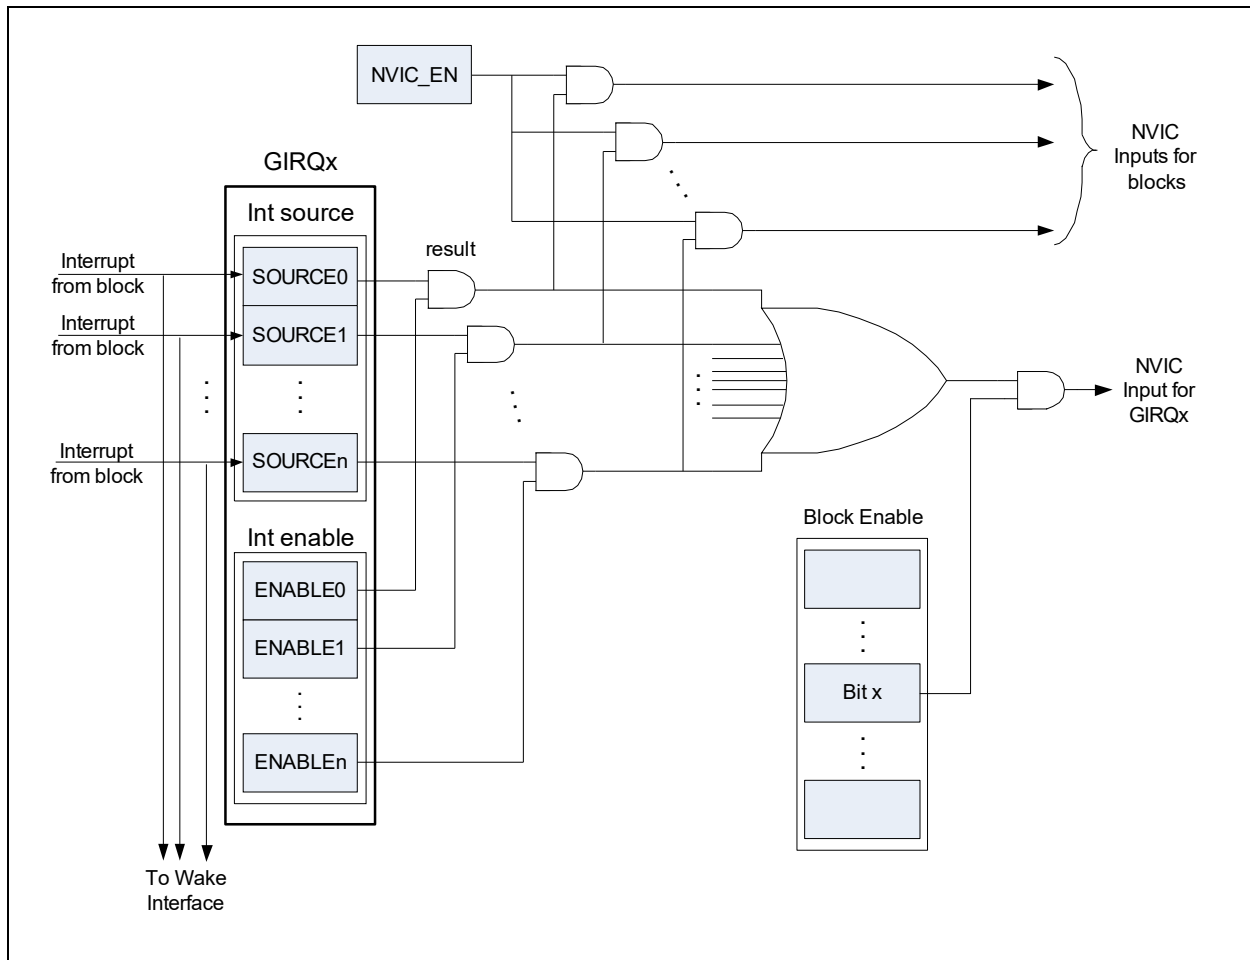 NVIC_EN
NVIC
Inputs for
blocks
GIRQx
Int source
result
Interrupt
from block
SOURCE0
Interrupt
from block
SOURCE1
NVIC
Input for
GIRQx
Interrupt
from block
SOURCEn
Block Enable
Int enable
ENABLE0
ENABLE1
Bit x
ENABLEn
To Wake
Interface